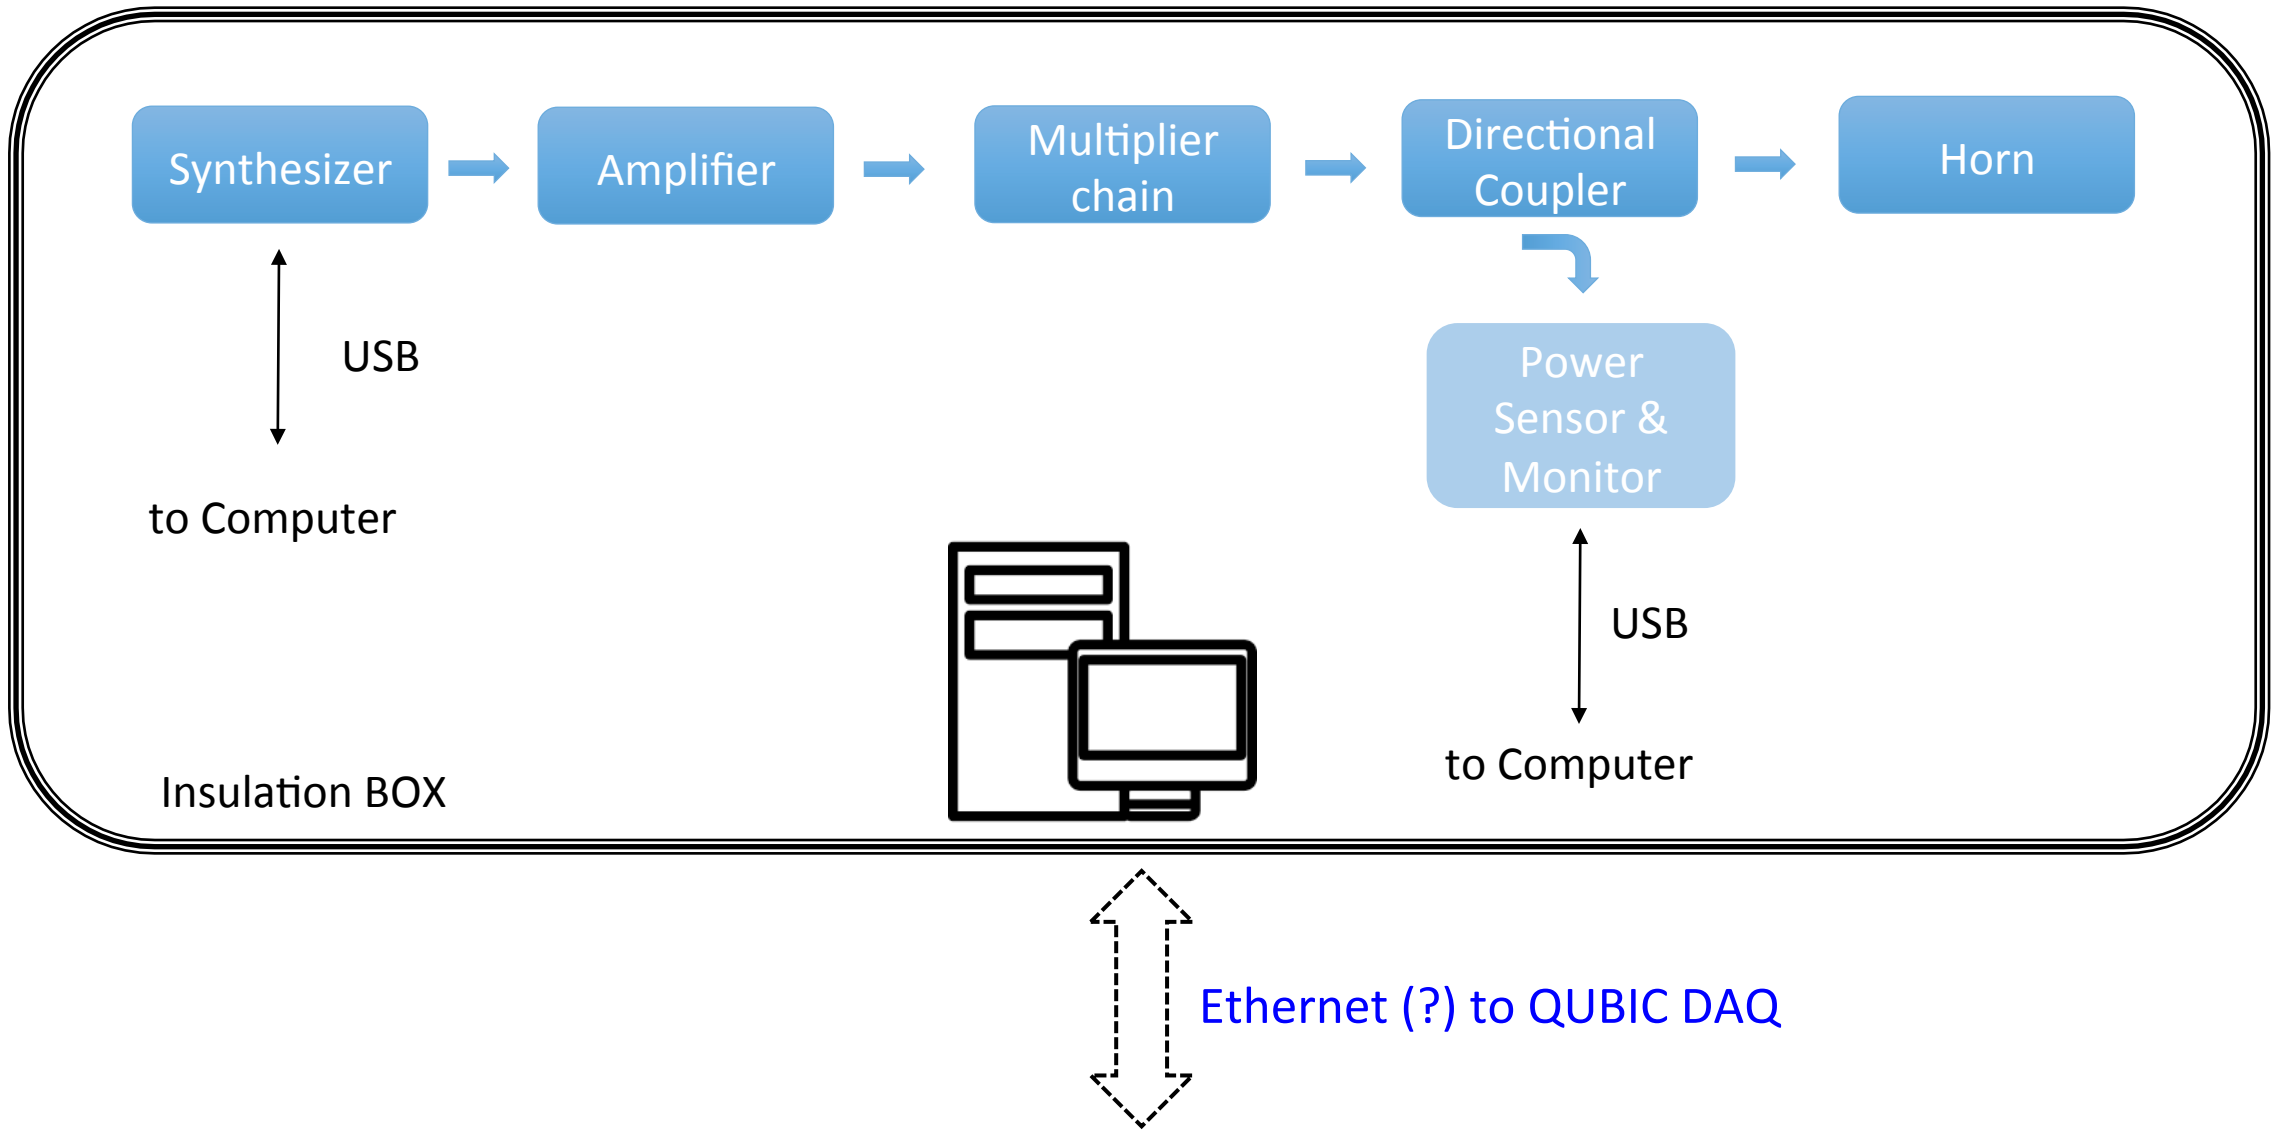 Synthesizer
Amplifier
Multiplier
chain
Directional
Coupler
Horn
USB
to Computer
Power
Sensor &
Monitor
USB
to Computer
Insulation BOX
Ethernet (?) to QUBIC DAQ